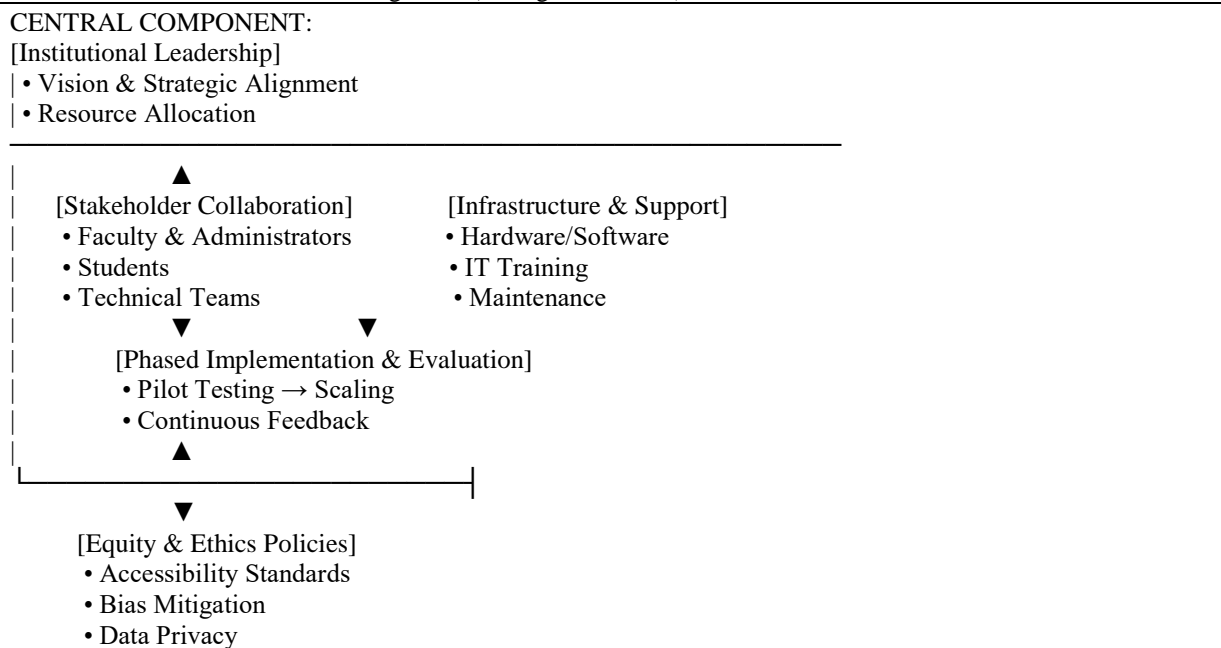 CENTRAL COMPONENT:
[Institutional Leadership]
| • Vision & Strategic Alignment
| • Resource Allocation
| ▲
| [Stakeholder Collaboration] [Infrastructure & Support]
| • Faculty & Administrators • Hardware/Software
| • Students • IT Training
| • Technical Teams • Maintenance
| ▼ ▼
| [Phased Implementation & Evaluation]
| • Pilot Testing → Scaling
| • Continuous Feedback
| ▲
▼
[Equity & Ethics Policies]
• Accessibility Standards
• Bias Mitigation
• Data Privacy